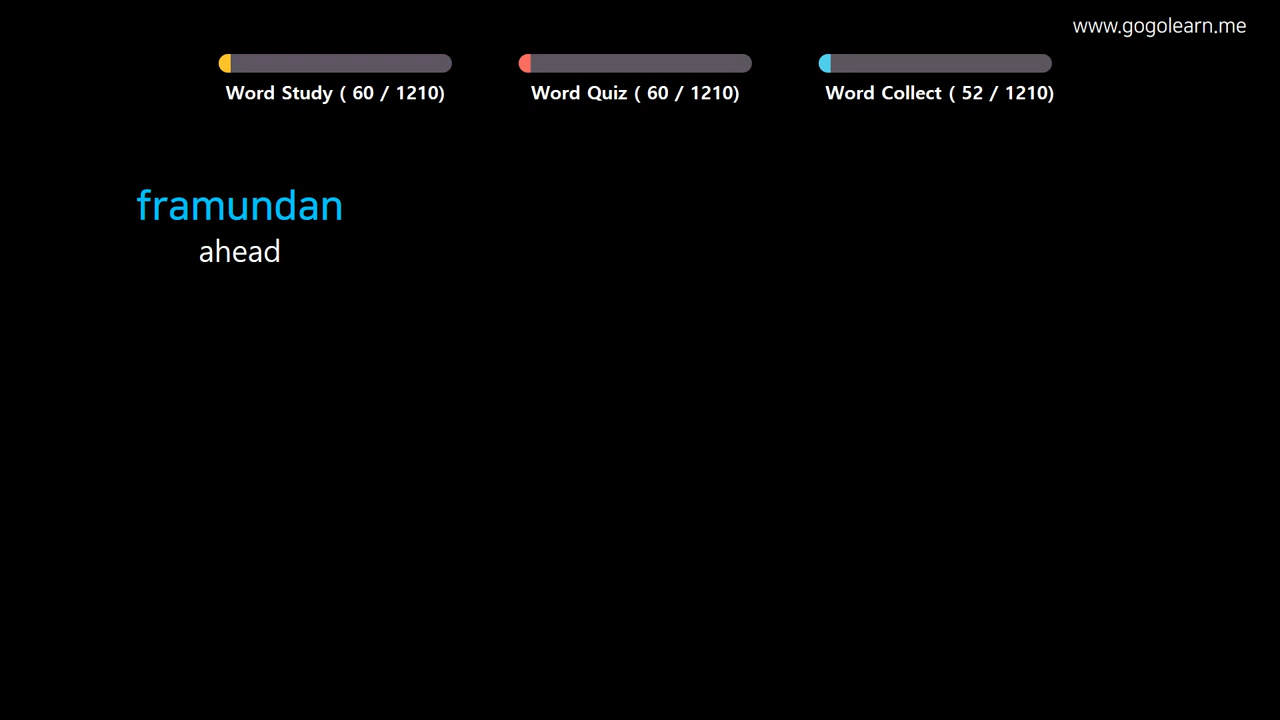 www.gogolearn.me
Word Study ( 60 / 1210)
Word Quiz ( 60 / 1210)
Word Collect ( 52 / 1210)
framundan
ahead